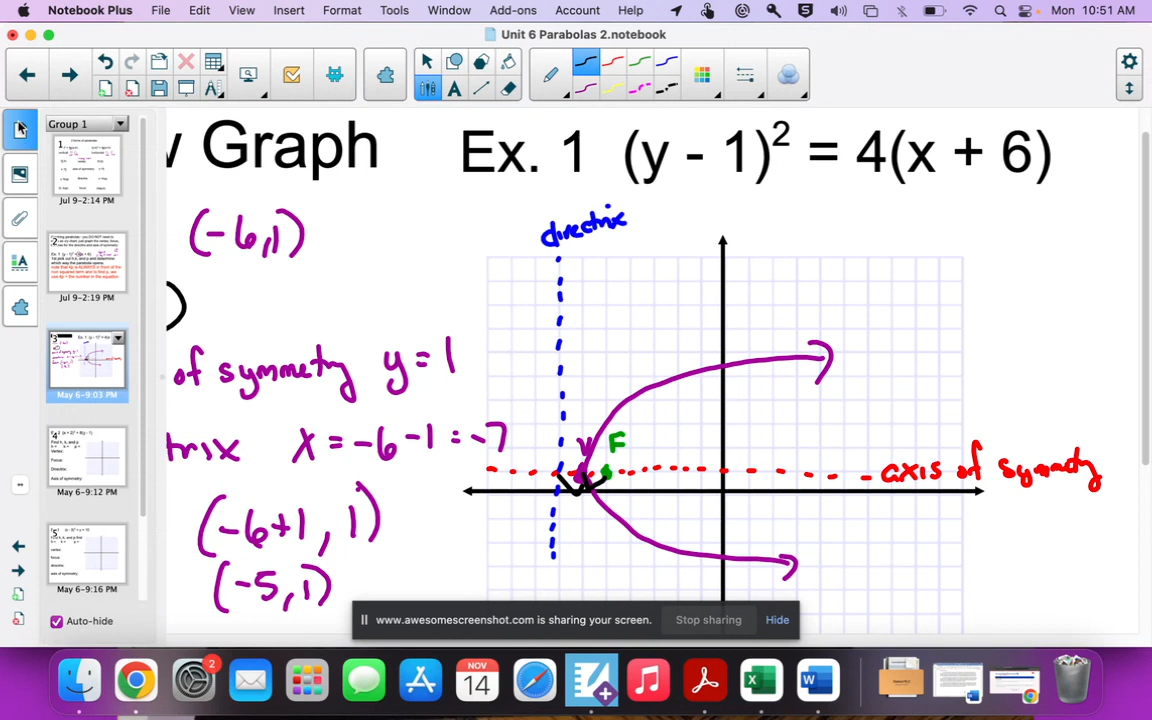 Notebook Plus File Edit View Insert Format Tools Add-ons Account Window Help Mon 10:51 AM
Unit 6 Parabolas 2.notebook
Group 1
Jul 9-2:14 PM
Jul 9-2:19 PM
May 6-9:03 PM
May 6-9:12 PM
May 6-9:16 PM
Auto-hide
w Graph
Ex. 1 (y - 1)² = 4(x + 6)
(-6,1)
directrix
of symmetry y = 1
trix x = -6-1 = -7
V F
axis of symmetry
(-6+1, 1)
(-5,1)
www.awesomescreenshot.com is sharing your screen. Stop sharing Hide
2
NOV
14